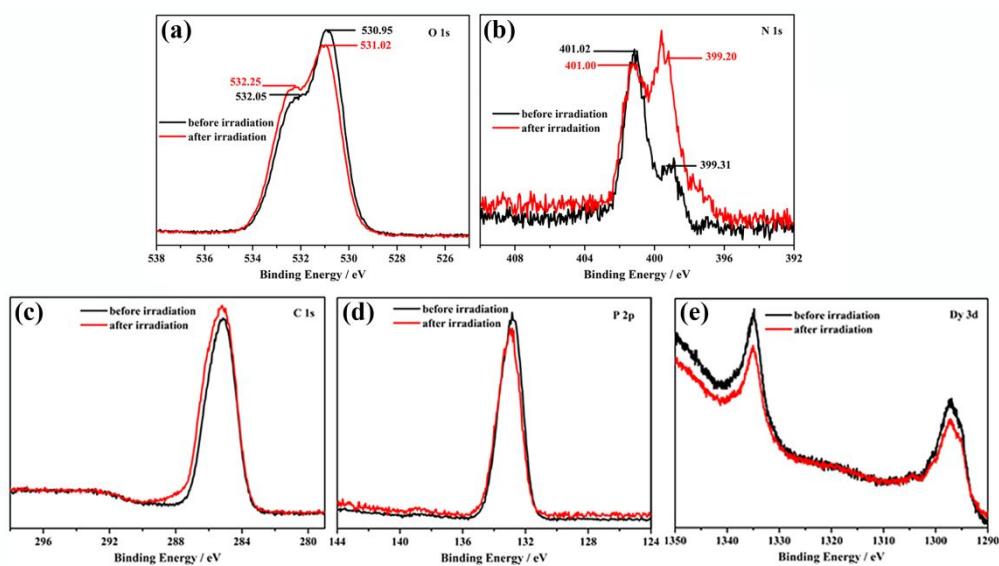 (a)
O 1s
530.95
531.02
532.25
532.05
before irradiation
after irradiation
538 536 534 532 530 528 526
Binding Energy / eV
(b)
N 1s
401.02
401.00
399.20
before irradiation
after irradaition
399.31
408 404 400 396 392
Binding Energy / eV
(c)
before irradiation
after irradiation
C 1s
296 292 288 284 280
Binding Energy / eV
(d)
before irradiation
after irradiation
P 2p
144 140 136 132 128 124
Binding Energy / eV
(e)
before irradiation
after irradiation
Dy 3d
1350 1340 1330 1320 1310 1300 1290
Binding Energy / eV